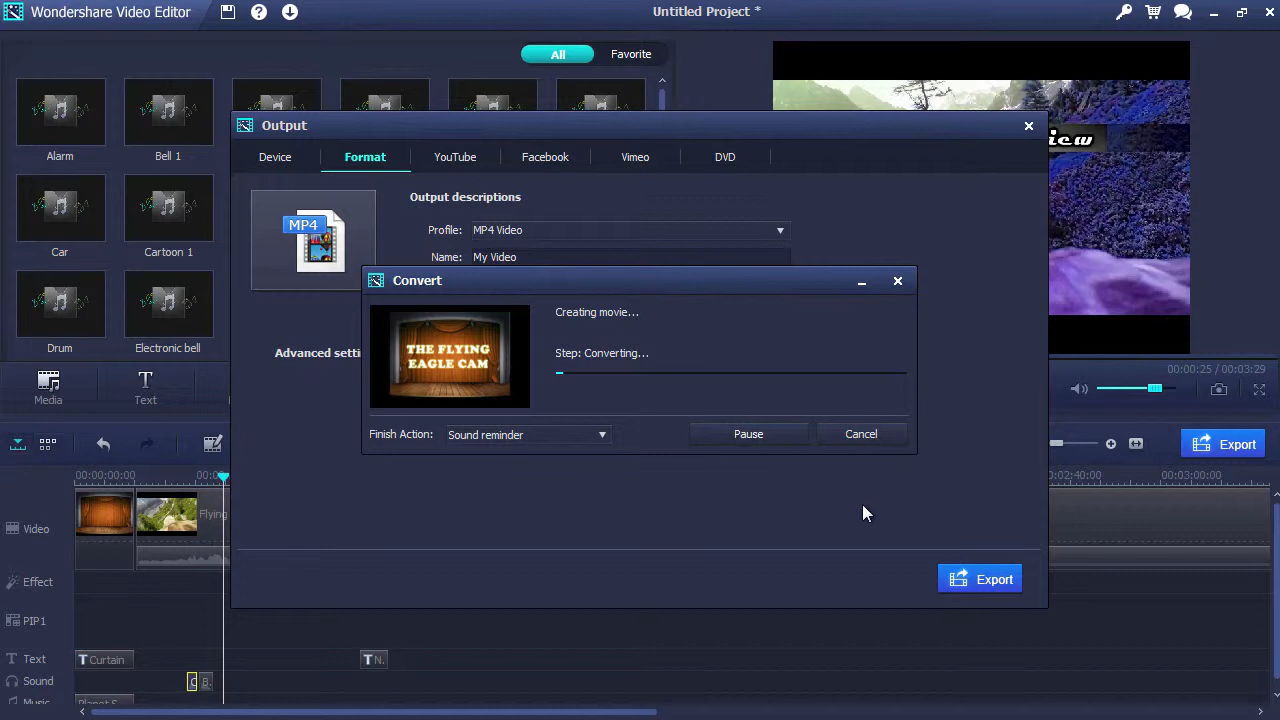 Wondershare Video Editor
Untitled Project *
All
Favorite
Alarm
Bell 1
Car
Cartoon 1
Drum
Electronic bell
Output
Device
Format
YouTube
Facebook
Vimeo
DVD
MP4
Output descriptions
Profile: MP4 Video
Name: My Video
Advanced setti
Convert
THE FLYING
EAGLE CAM
Creating movie...
Step: Converting...
Finish Action: Sound reminder
Pause
Cancel
Export
iew
00:00:25 / 00:03:29
Media
Text
Export
00:00:00:00
00:00
0:02:40:00
00:03:00:00
Video
Flying
Effect
PIP1
Text
Curtain
N.
Sound
C
B.
Music
Planet S